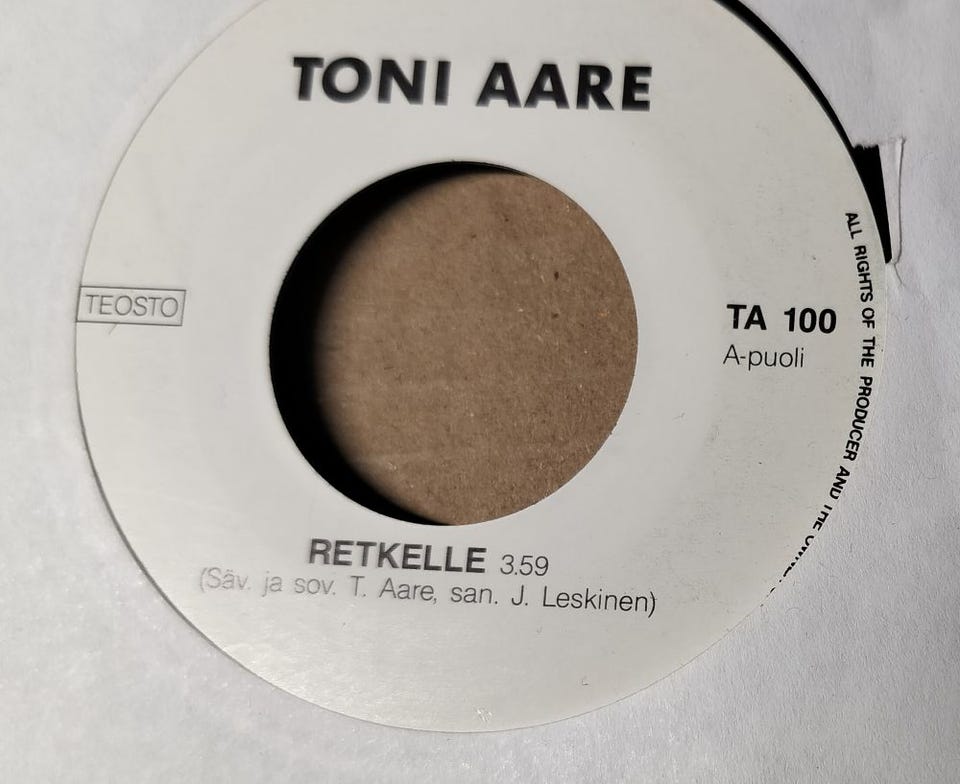 TONI AARE
TEOSTO
TA 100
A-puoli
ALL RIGHTS OF THE PRODUCER AND THE
RETKELLE 3.59
(Säv. ja sov. T. Aare, san. J. Leskinen)